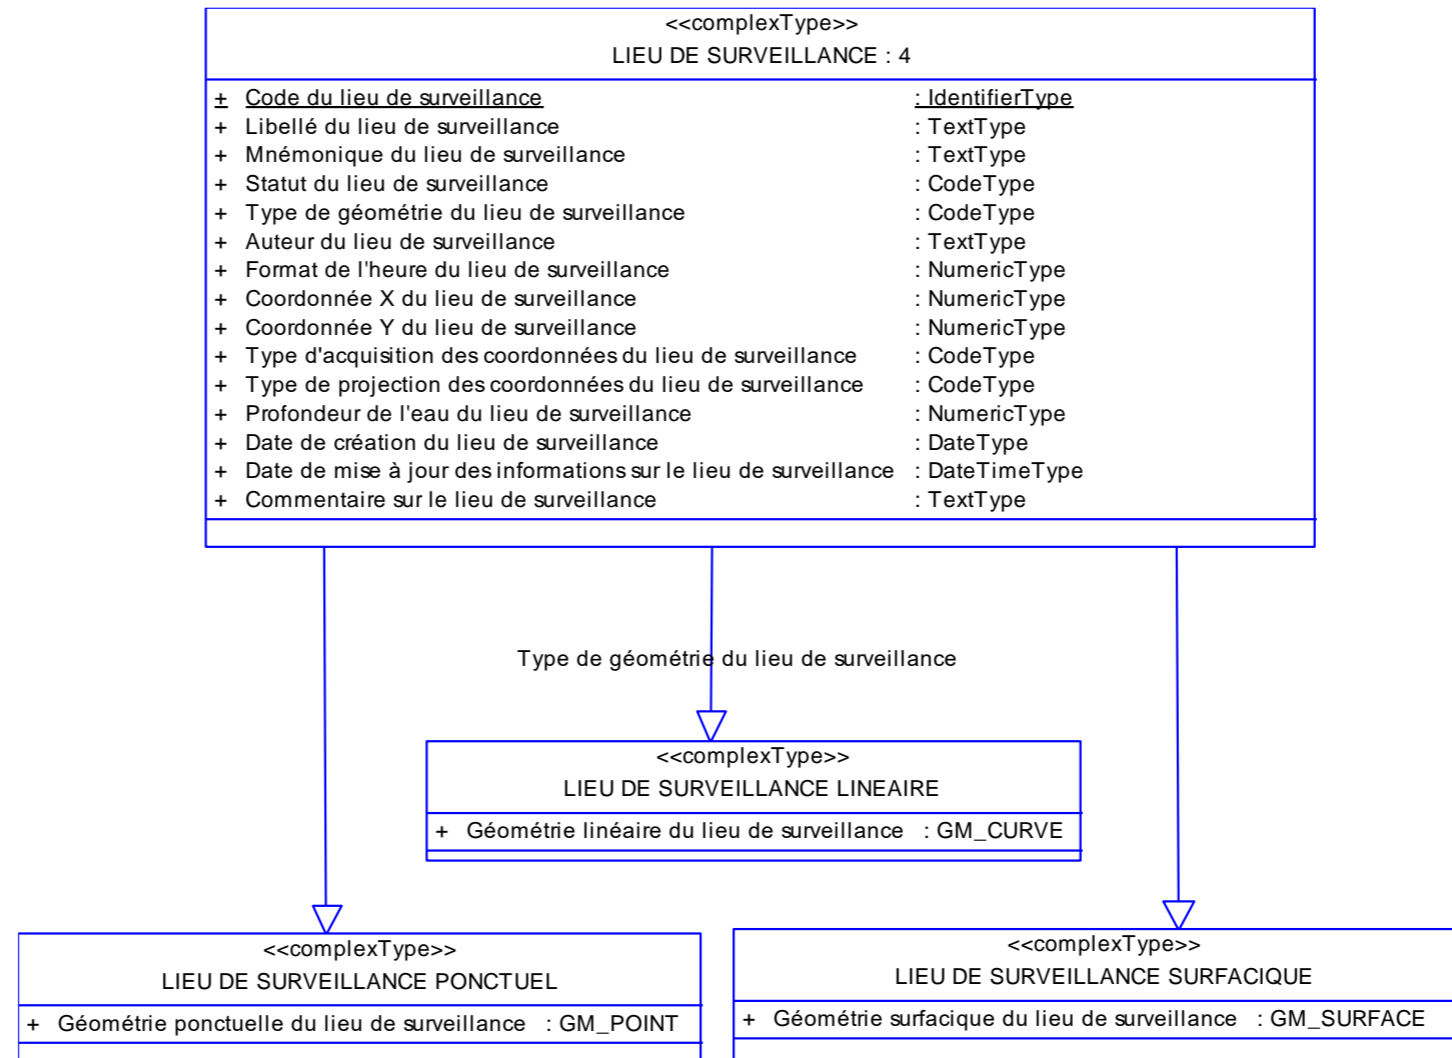 <<complexType>>
LIEU DE SURVEILLANCE : 4
+ Code du lieu de surveillance : IdentifierType
+ Libellé du lieu de surveillance : TextType
+ Mnémonique du lieu de surveillance : TextType
+ Statut du lieu de surveillance : CodeType
+ Type de géométrie du lieu de surveillance : CodeType
+ Auteur du lieu de surveillance : TextType
+ Format de l'heure du lieu de surveillance : NumericType
+ Coordonnée X du lieu de surveillance : NumericType
+ Coordonnée Y du lieu de surveillance : NumericType
+ Type d'acquisition des coordonnées du lieu de surveillance : CodeType
+ Type de projection des coordonnées du lieu de surveillance : CodeType
+ Profondeur de l'eau du lieu de surveillance : NumericType
+ Date de création du lieu de surveillance : DateType
+ Date de mise à jour des informations sur le lieu de surveillance : DateTimeType
+ Commentaire sur le lieu de surveillance : TextType
Type de géométrie du lieu de surveillance
<<complexType>>
LIEU DE SURVEILLANCE LINEAIRE
+ Géométrie linéaire du lieu de surveillance : GM_CURVE
<<complexType>>
LIEU DE SURVEILLANCE PONCTUEL
+ Géométrie ponctuelle du lieu de surveillance : GM_POINT
<<complexType>>
LIEU DE SURVEILLANCE SURFACIQUE
+ Géométrie surfacique du lieu de surveillance : GM_SURFACE